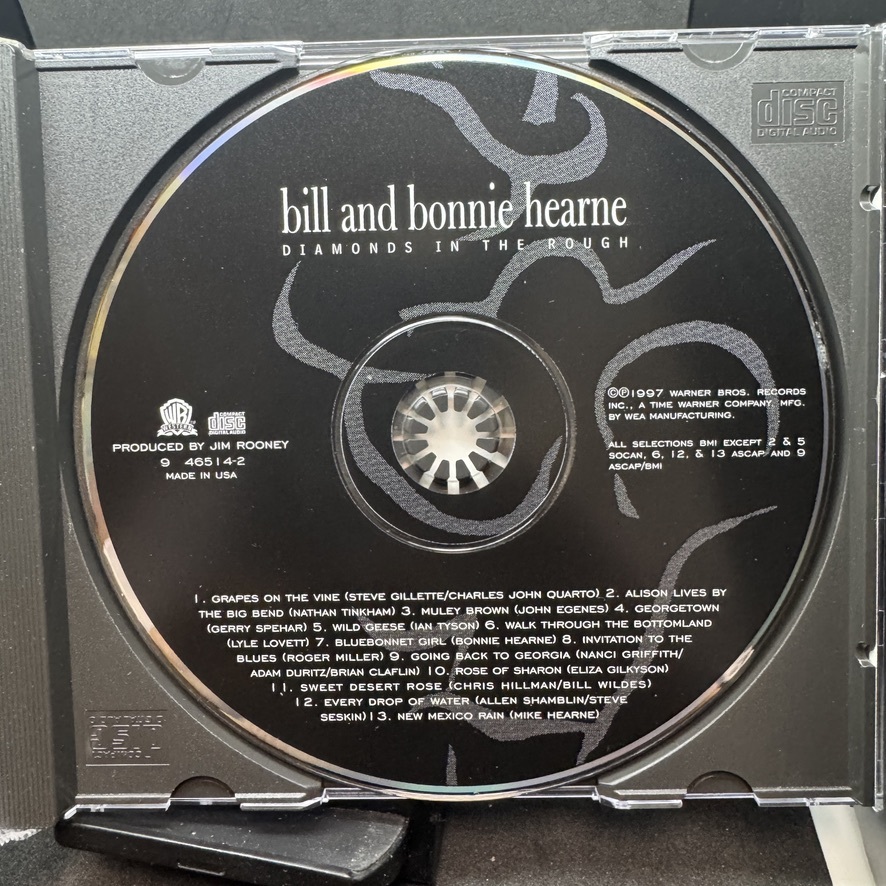 COMPACT
disc
DIGITAL AUDIO
bill and bonnie hearne
DIAMONDS IN THE ROUGH
©℗1997 WARNER BROS. RECORDS
INC., A TIME WARNER COMPANY. MFG.
BY WEA MANUFACTURING.
WB
COMPACT
disc
DIGITAL AUDIO
PRODUCED BY JIM ROONEY
9 46514-2
MADE IN USA
ALL SELECTIONS BMI EXCEPT 2 & 5
SOCAN, 6, 12, & 13 ASCAP AND 9
ASCAP/BMI
1. GRAPES ON THE VINE (STEVE GILLETTE/CHARLES JOHN QUARTO) 2. ALISON LIVES BY
THE BIG BEND (NATHAN TINKHAM) 3. MULEY BROWN (JOHN EGENES) 4. GEORGETOWN
(GERRY SPEHAR) 5. WILD GEESE (IAN TYSON) 6. WALK THROUGH THE BOTTOMLAND
(LYLE LOVETT) 7. BLUEBONNET GIRL (BONNIE HEARNE) 8. INVITATION TO THE
BLUES (ROGER MILLER) 9. GOING BACK TO GEORGIA (NANCI GRIFFITH/
ADAM DURITZ/BRIAN CLAFLIN) 10. ROSE OF SHARON (ELIZA GILKYSON)
11. SWEET DESERT ROSE (CHRIS HILLMAN/BILL WILDES)
12. EVERY DROP OF WATER (ALLEN SHAMBLIN/STEVE
SESKIN) 13. NEW MEXICO RAIN (MIKE HEARNE)